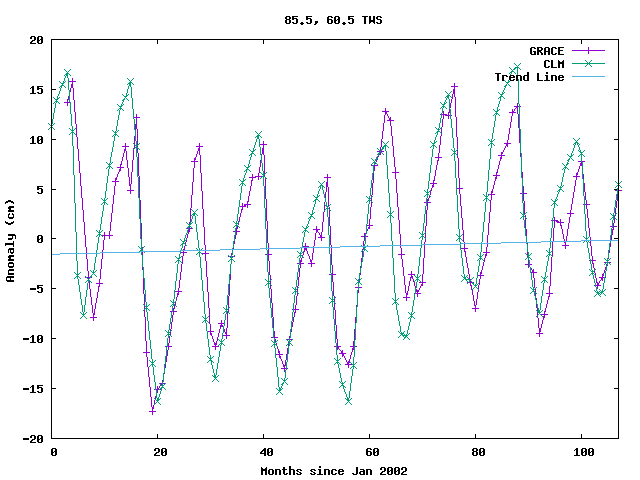 85.5, 60.5 TWS
GRACE
CLM
Trend Line
Anomaly (cm)
20
15
10
5
0
-5
-10
-15
-20
0 20 40 60 80 100
Months since Jan 2002